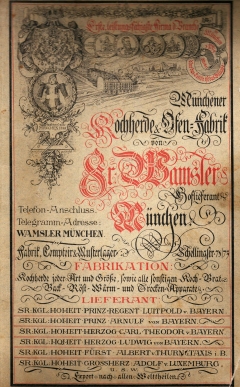 Münchener
Kochherde & Ofen-Fabrik
von
Fr. Wamsler
Hoflieferant
München.
Telefon-Anschluss.
Telegramm-Adresse:
WAMSLER MÜNCHEN.
Fabrik, Comptoir u. Musterlager
FABRIKATION:
Kochherde jeder Art und Größe, sowie alle sonstigen Koch- Brat-
Back- Röst- Wärm- und Trocken-Apparate
LIEFERANT
SR. KGL. HOHEIT PRINZ-REGENT LUITPOLD v. BAYERN.
SR. KGL. HOHEIT PRINZ ARNULF VON BAYERN
SR. KGL. HOHEIT HERZOG CARL THEODOR v. BAYERN.
SR. KGL. HOHEIT HERZOG LUDWIG VON BAYERN.
SR. KGL. HOHEIT FÜRST ALBERT v. THURN & TAXIS
SR. KGL. HOHEIT GROSSHERZ. ADOLF v. LUXEMBURG
U.S.W.
Export nach allen Welttheilen.